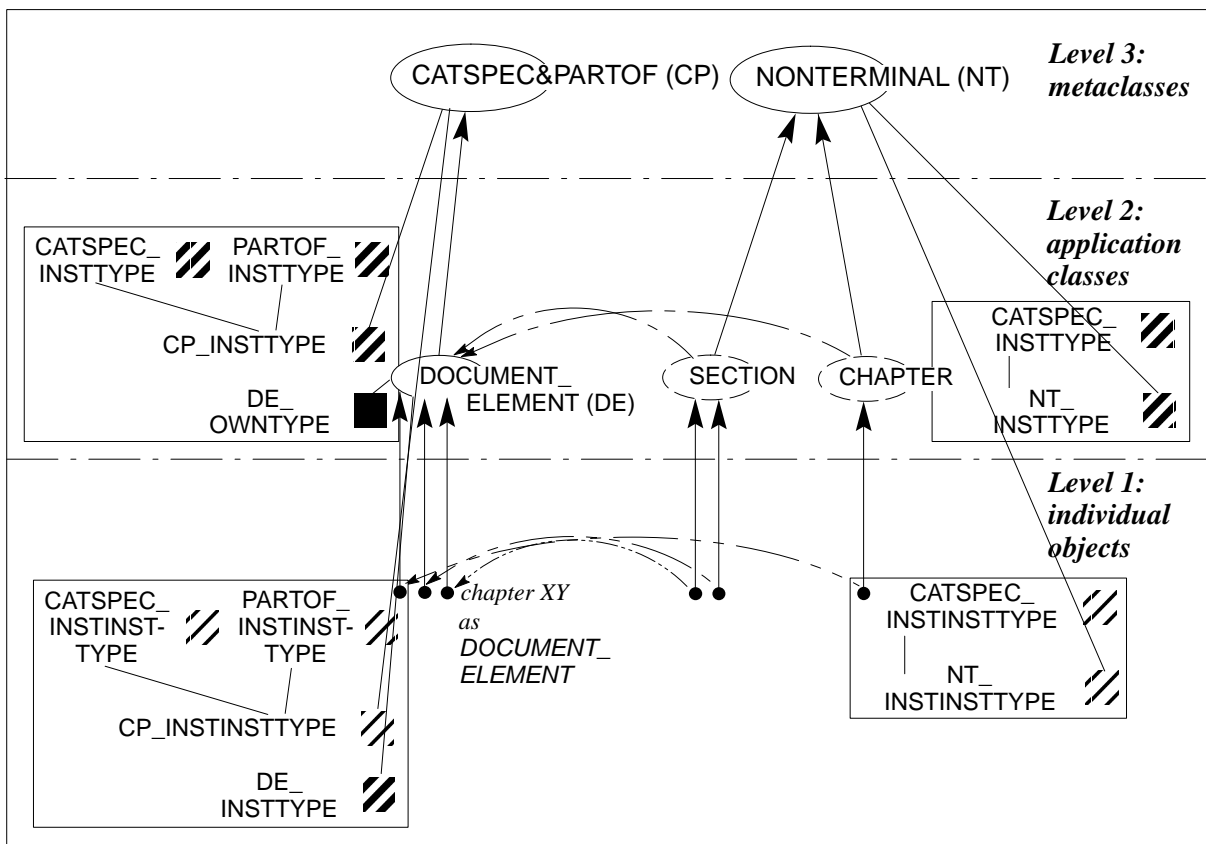 CATSPEC&PARTOF (CP)
NONTERMINAL (NT)
Level 3:
metaclasses
Level 2:
application
classes
CATSPEC_
INSTTYPE
PARTOF_
INSTTYPE
CP_INSTTYPE
DE_
OWNTYPE
DOCUMENT_
ELEMENT (DE)
SECTION
CHAPTER
CATSPEC_
INSTTYPE
NT_
INSTTYPE
Level 1:
individual
objects
CATSPEC_
INSTINST-
TYPE
PARTOF_
INSTINST-
TYPE
CP_INSTINSTTYPE
DE_
INSTTYPE
chapter XY
as
DOCUMENT_
ELEMENT
CATSPEC_
INSTINSTTYPE
NT_
INSTINSTTYPE